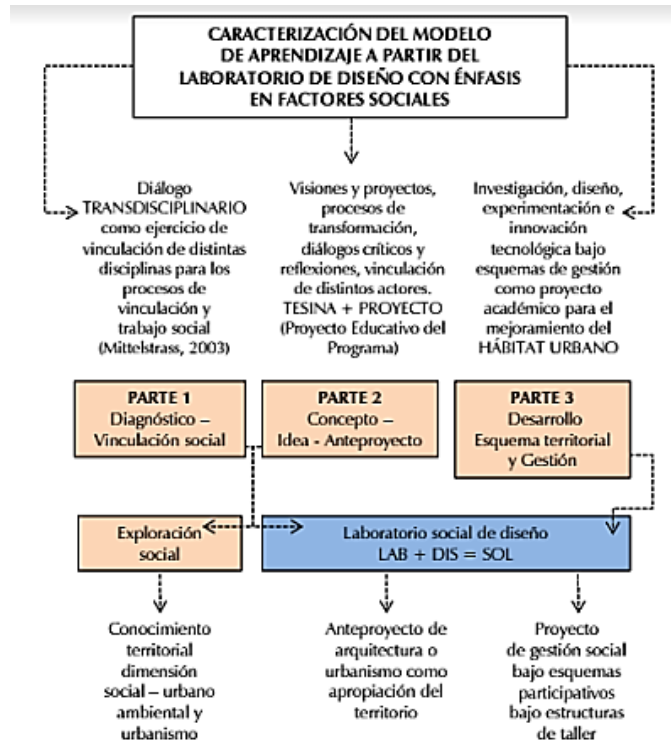 CARACTERIZACIÓN DEL MODELO
DE APRENDIZAJE A PARTIR DEL
LABORATORIO DE DISEÑO CON ÉNFASIS
EN FACTORES SOCIALES
Diálogo
TRANSDISCIPLINARIO
como ejercicio de
vinculación de distintas
disciplinas para los
procesos de
vinculación y
trabajo social
(Mittelstrass, 2003)
Visiones y proyectos,
procesos de
transformación,
diálogos críticos y
reflexiones, vinculación
de distintos actores.
TESINA + PROYECTO
(Proyecto Educativo del
Programa)
Investigación, diseño,
experimentación e
innovación
tecnológica bajo
esquemas de gestión
como proyecto
académico para el
mejoramiento del
HÁBITAT URBANO
PARTE 1
Diagnóstico –
Vinculación social
PARTE 2
Concepto –
Idea - Anteproyecto
PARTE 3
Desarrollo
Esquema territorial
y Gestión
Exploración
social
Laboratorio social de diseño
LAB + DIS = SOL
Conocimiento
territorial
dimensión
social – urbano
ambiental y
urbanismo
Anteproyecto de
arquitectura o
urbanismo como
apropiación del
territorio
Proyecto
de gestión social
bajo esquemas
participativos
bajo estructuras
de taller